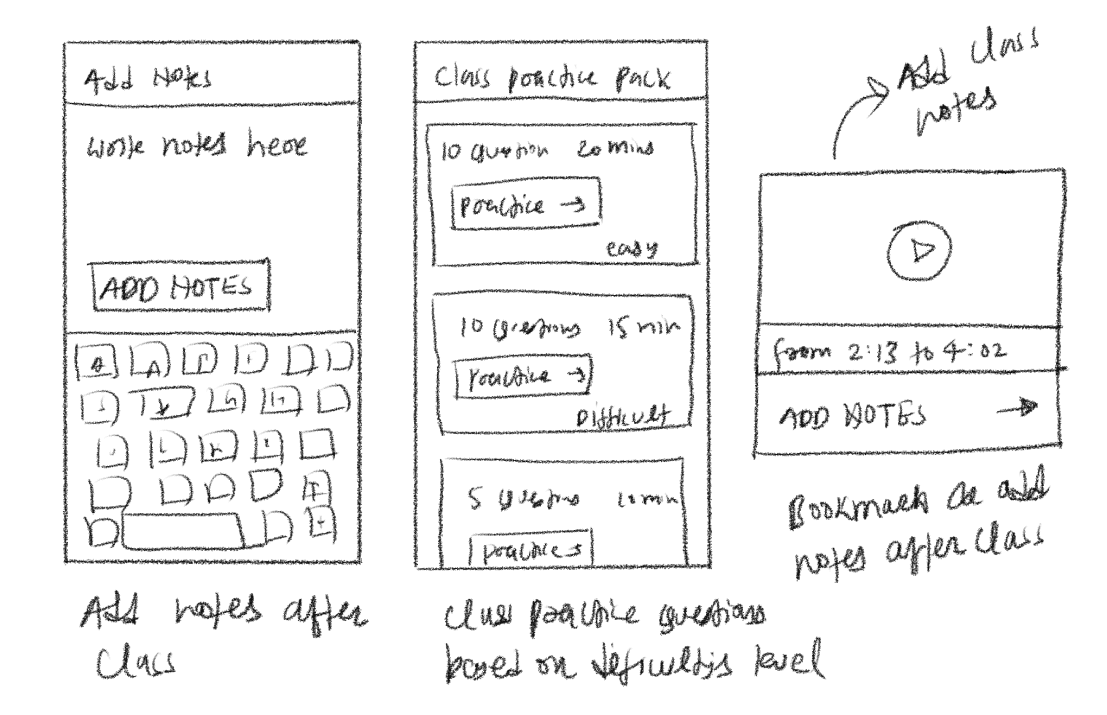 Add Notes
Write notes here
ADD NOTES
Add notes after
Class
Class practice pack
10 question 20 mins
practice →
easy
10 questions 15 min
practice →
Difficult
5 questions 10 min
practice →
Class practice questions
based on difficultys level
Add Class
notes
from 2:13 to 4:02
ADD NOTES →
Bookmark or add
notes after class